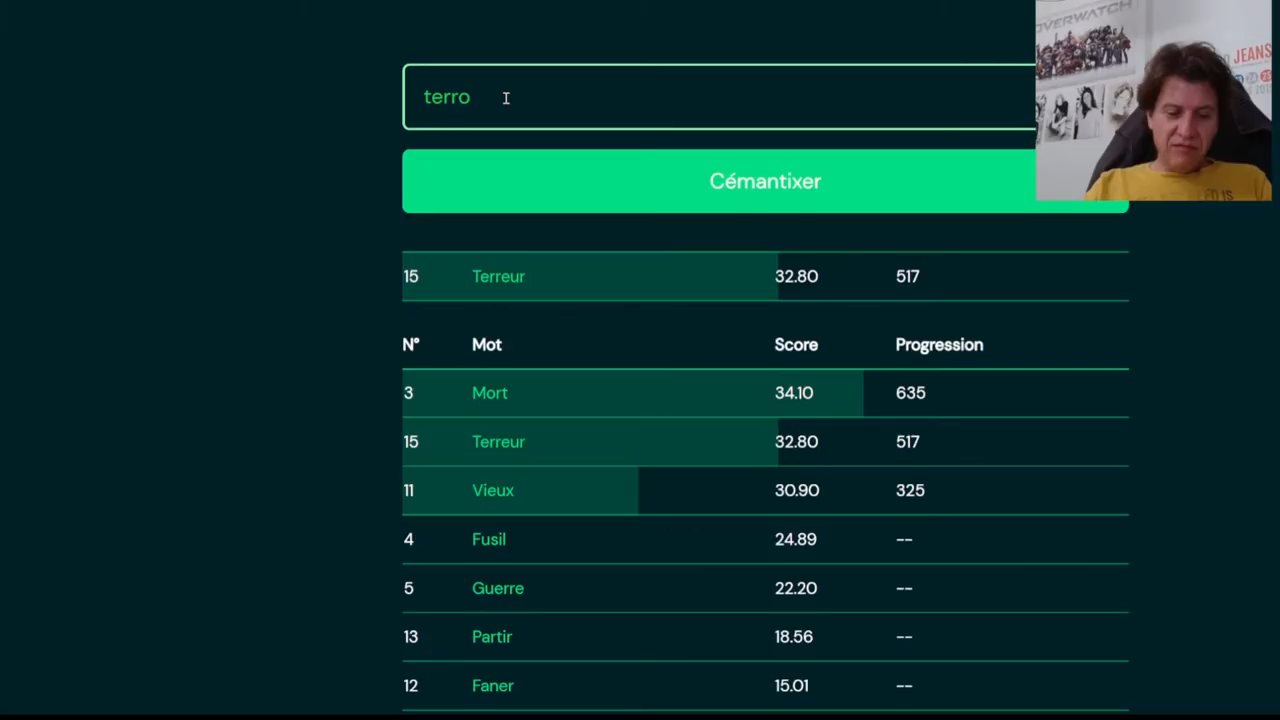 terro
Cémantixer
15 Terreur 32.80 517
N° Mot Score Progression
3 Mort 34.10 635
15 Terreur 32.80 517
11 Vieux 30.90 325
4 Fusil 24.89 --
5 Guerre 22.20 --
13 Partir 18.56 --
12 Faner 15.01 --
OVERWATCH
JEANS